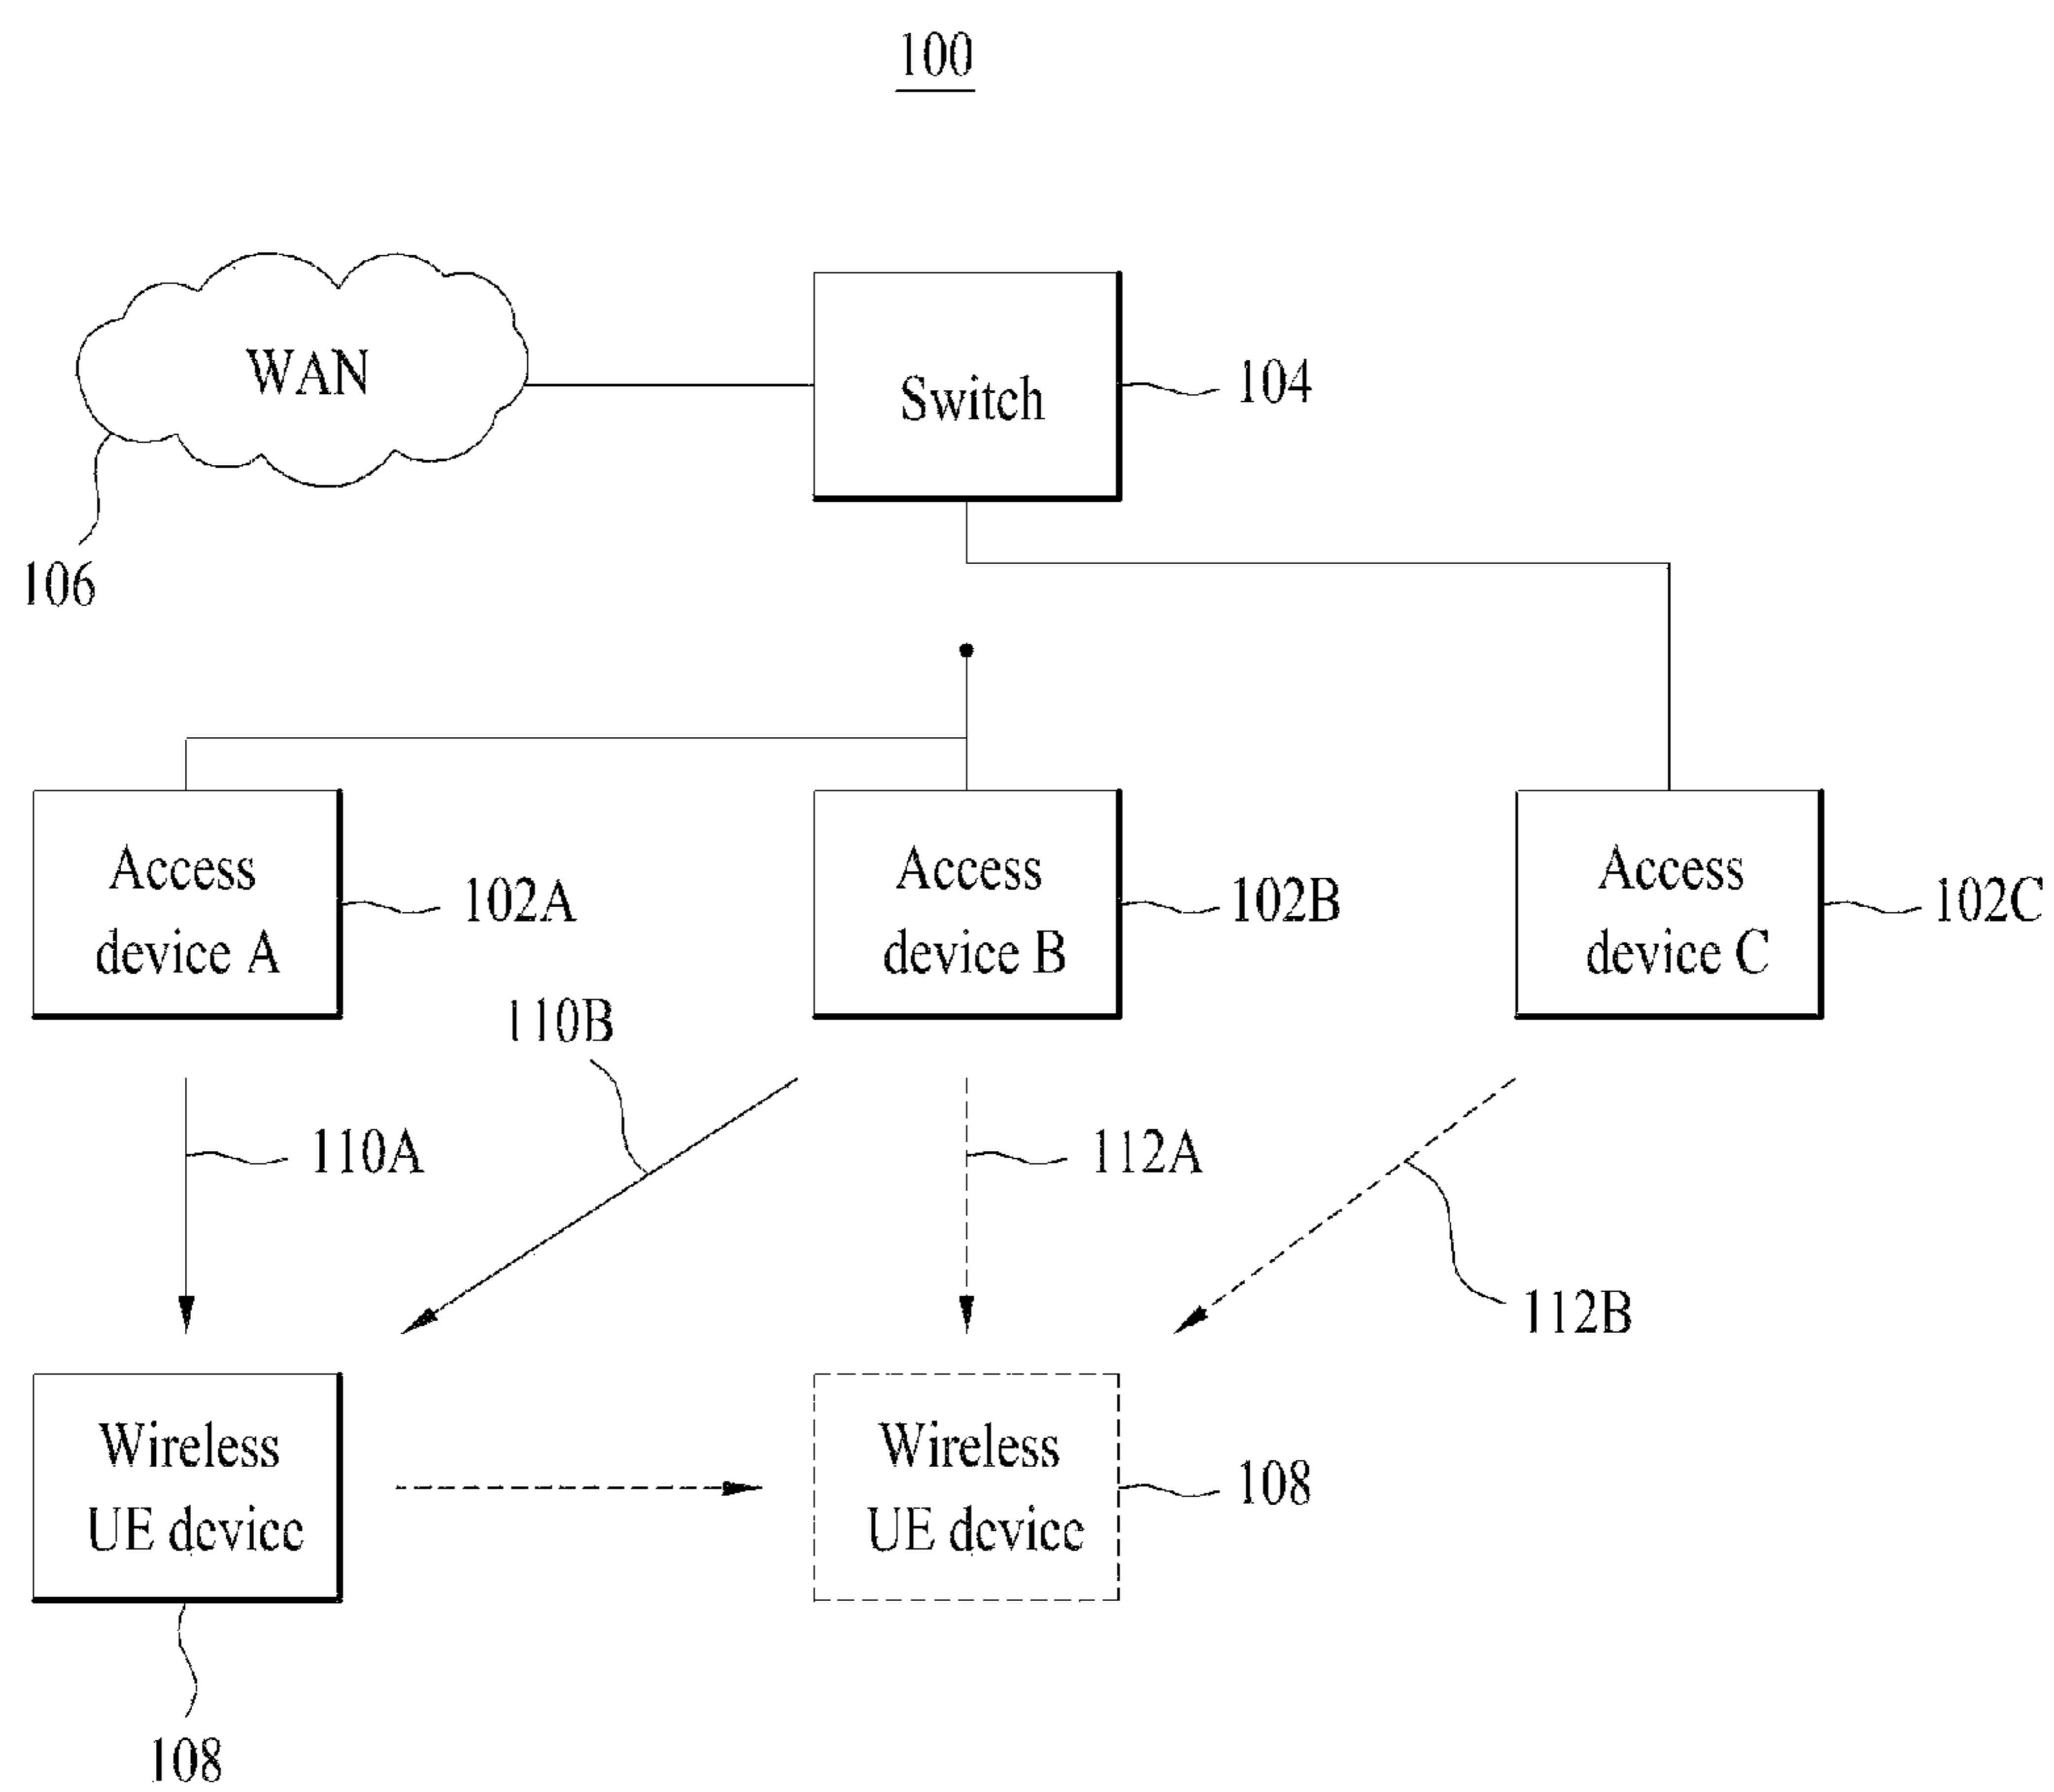 100
WAN
Switch
104
106
Access
device A
102A
Access
device B
102B
Access
device C
102C
110B
110A
112A
112B
Wireless
UE device
Wireless
UE device
108
108